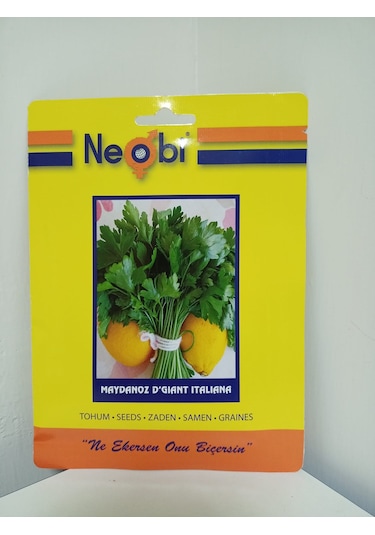 Neobi
MAYDANOZ D'GIANT ITALIANA
TOHUM • SEEDS • ZADEN • SAMEN • GRAINES
"Ne Ekersen Onu Biçersin"